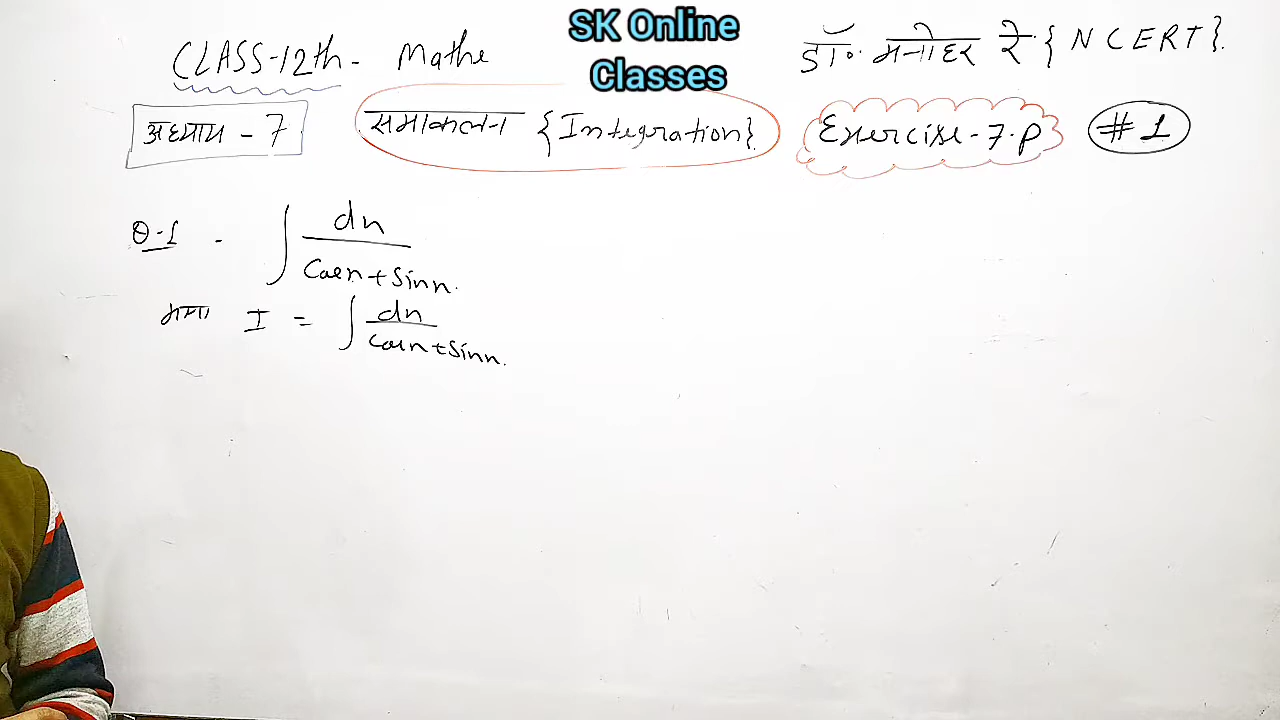 SK Online
Classes
CLASS-12th - Maths डॉ. मनोहर रे {NCERT}.
अध्याय - 7 समाकलन {Integration} Exercise-7.P #1
Q-1 - ∫ dx / (cosx + sinx).
माना I = ∫ dx / (cosx + sinx).